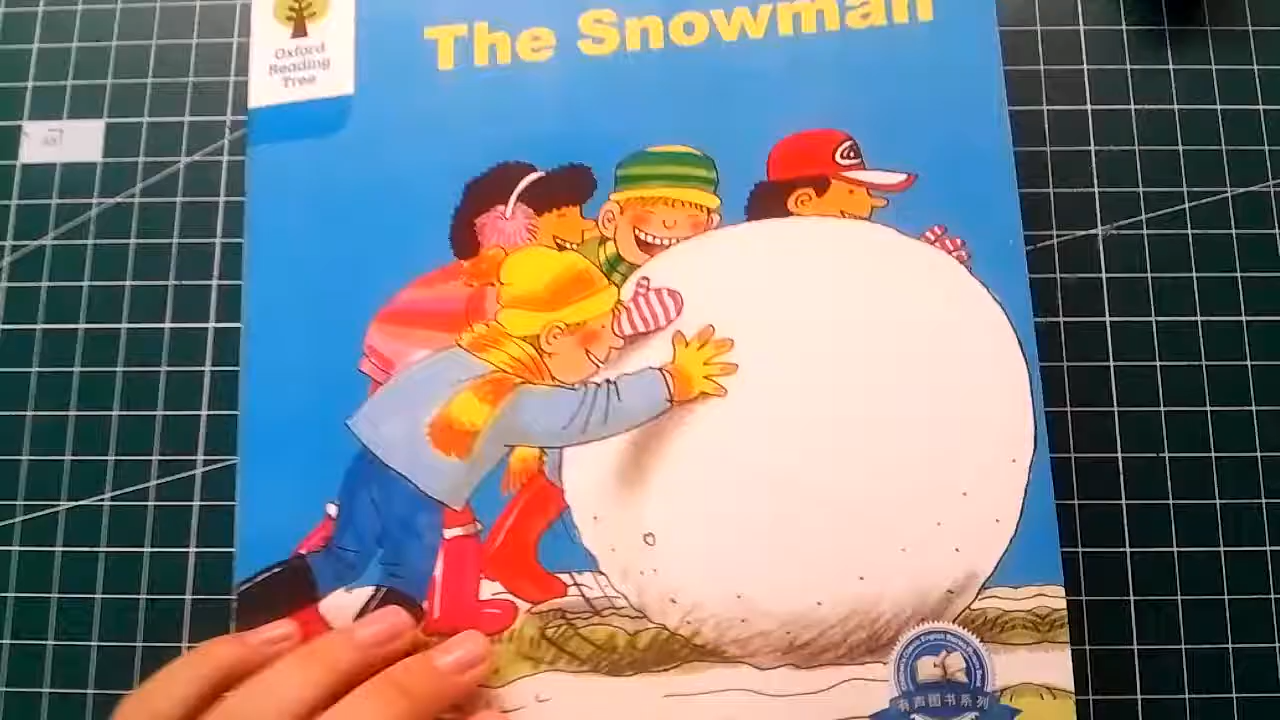 The Snowman
Oxford
Reading
Tree
有声图书系列